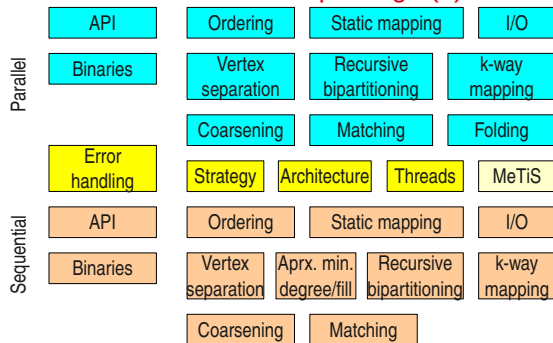 API Ordering Static mapping I/O
Binaries Vertex separation Recursive bipartitioning k-way mapping
Parallel
Coarsening Matching Folding
Error handling Strategy Architecture Threads MeTiS
API Ordering Static mapping I/O
Sequential
Binaries Vertex separation Aprx. min. degree/fill Recursive bipartitioning k-way mapping
Coarsening Matching